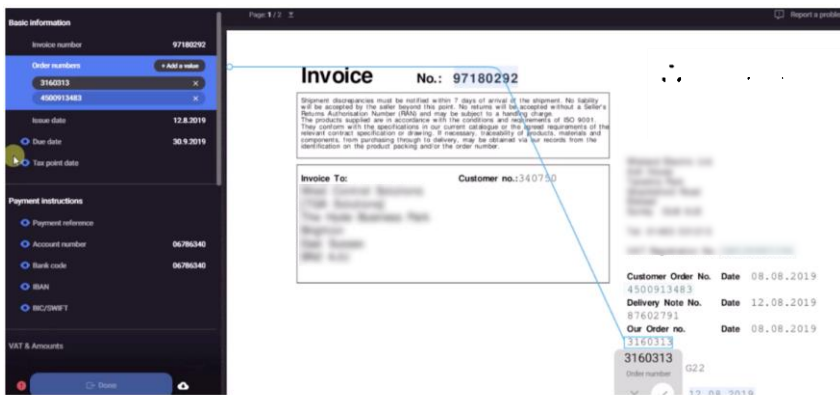 Basic information
Invoice number 97180292
Order numbers + Add a value
3160313 ×
4500913483 ×
Issue date 12.8.2019
Due date 30.9.2019
Tax point date
Payment instructions
Payment reference
Account number 06786340
Bank code 06786340
IBAN
BIC/SWIFT
VAT & Amounts
Done
Page: 1 / 2
Report a proble
Invoice No.: 97180292
Shipment discrepancies must be notified within 7 days of arrival of the shipment. No liability
will be accepted by the seller beyond this point. No returns will be accepted without a Seller's
Returns Authorisation Number (RAN) and may be subject to a handling charge.
The products supplied are in accordance with the conditions and requirements of ISO 9001.
They conform with the specifications in our current catalogue or the agreed requirements of the
relevant contract specification or drawing. If necessary, traceability of products, materials and
components, from purchasing through to delivery, may be obtained via our records from the
identification on the product packing and/or the order number.
Invoice To: Customer no.:340750
Customer Order No. Date 08.08.2019
4500913483
Delivery Note No. Date 12.08.2019
87602791
Our Order no. Date 08.08.2019
3160313
3160313
Order number
G22
12.08.2019